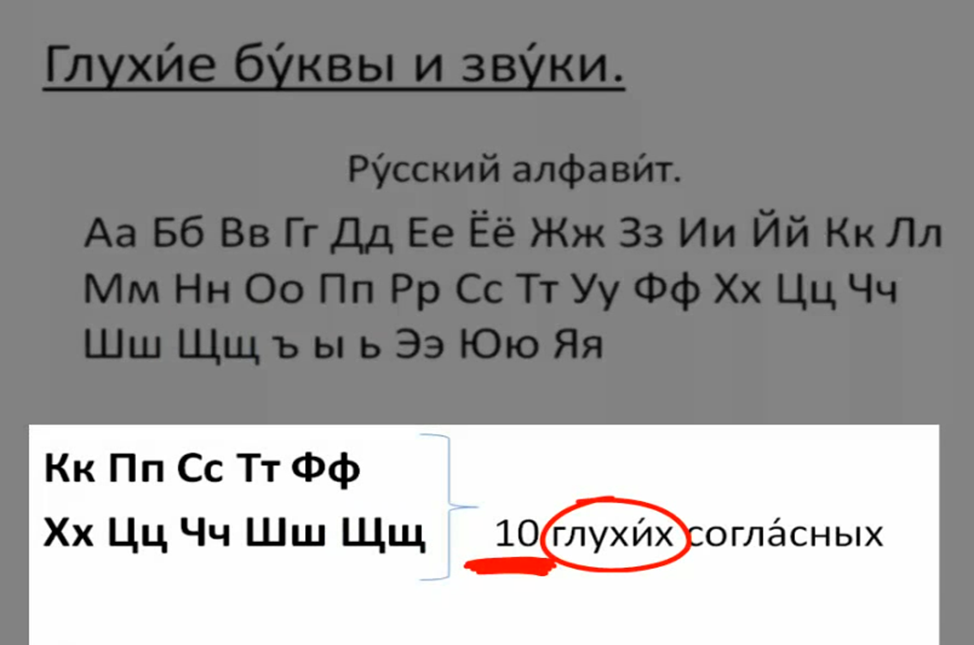 Глухи́е бу́квы и зву́ки.
Ру́сский алфави́т.
Аа Бб Вв Гг Дд Ее Ёё Жж Зз Ии Йй Кк Лл
Мм Нн Оо Пп Рр Сс Тт Уу Фф Хх Цц Чч
Шш Щщ ъ ы ь Ээ Юю Яя
Кк Пп Сс Тт Фф
Хх Цц Чч Шш Щщ
10 глухи́х согла́сных